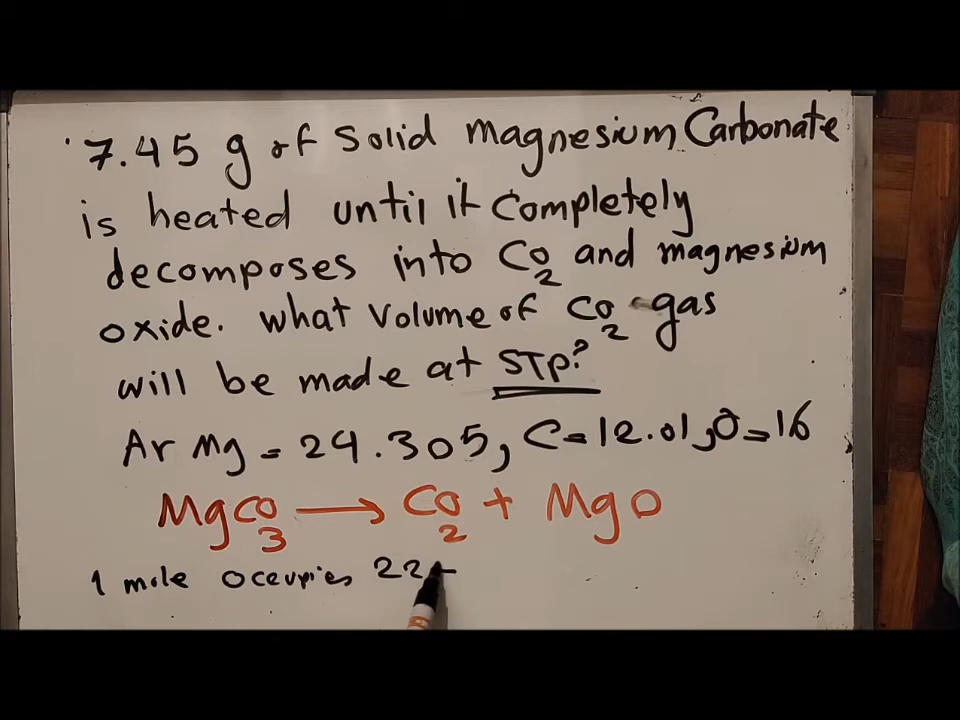 7.45 g of Solid magnesium Carbonate
is heated until it Completely
decomposes into CO2 and magnesium
oxide. what volume of CO2 gas
will be made at STP?
Ar Mg = 24.305, C=12.01, O=16
MgCO3 → CO2 + MgO
1 mole Occupies 22